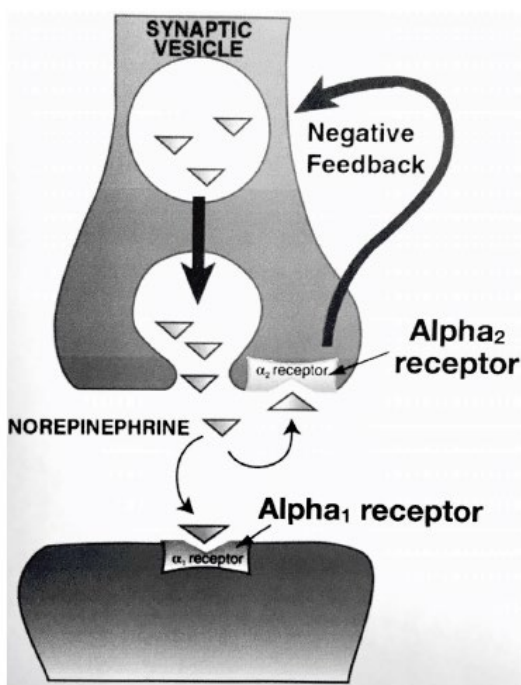 SYNAPTIC
VESICLE
Negative
Feedback
Alpha₂
receptor
α₂ receptor
NOREPINEPHRINE
Alpha₁ receptor
α₁ receptor